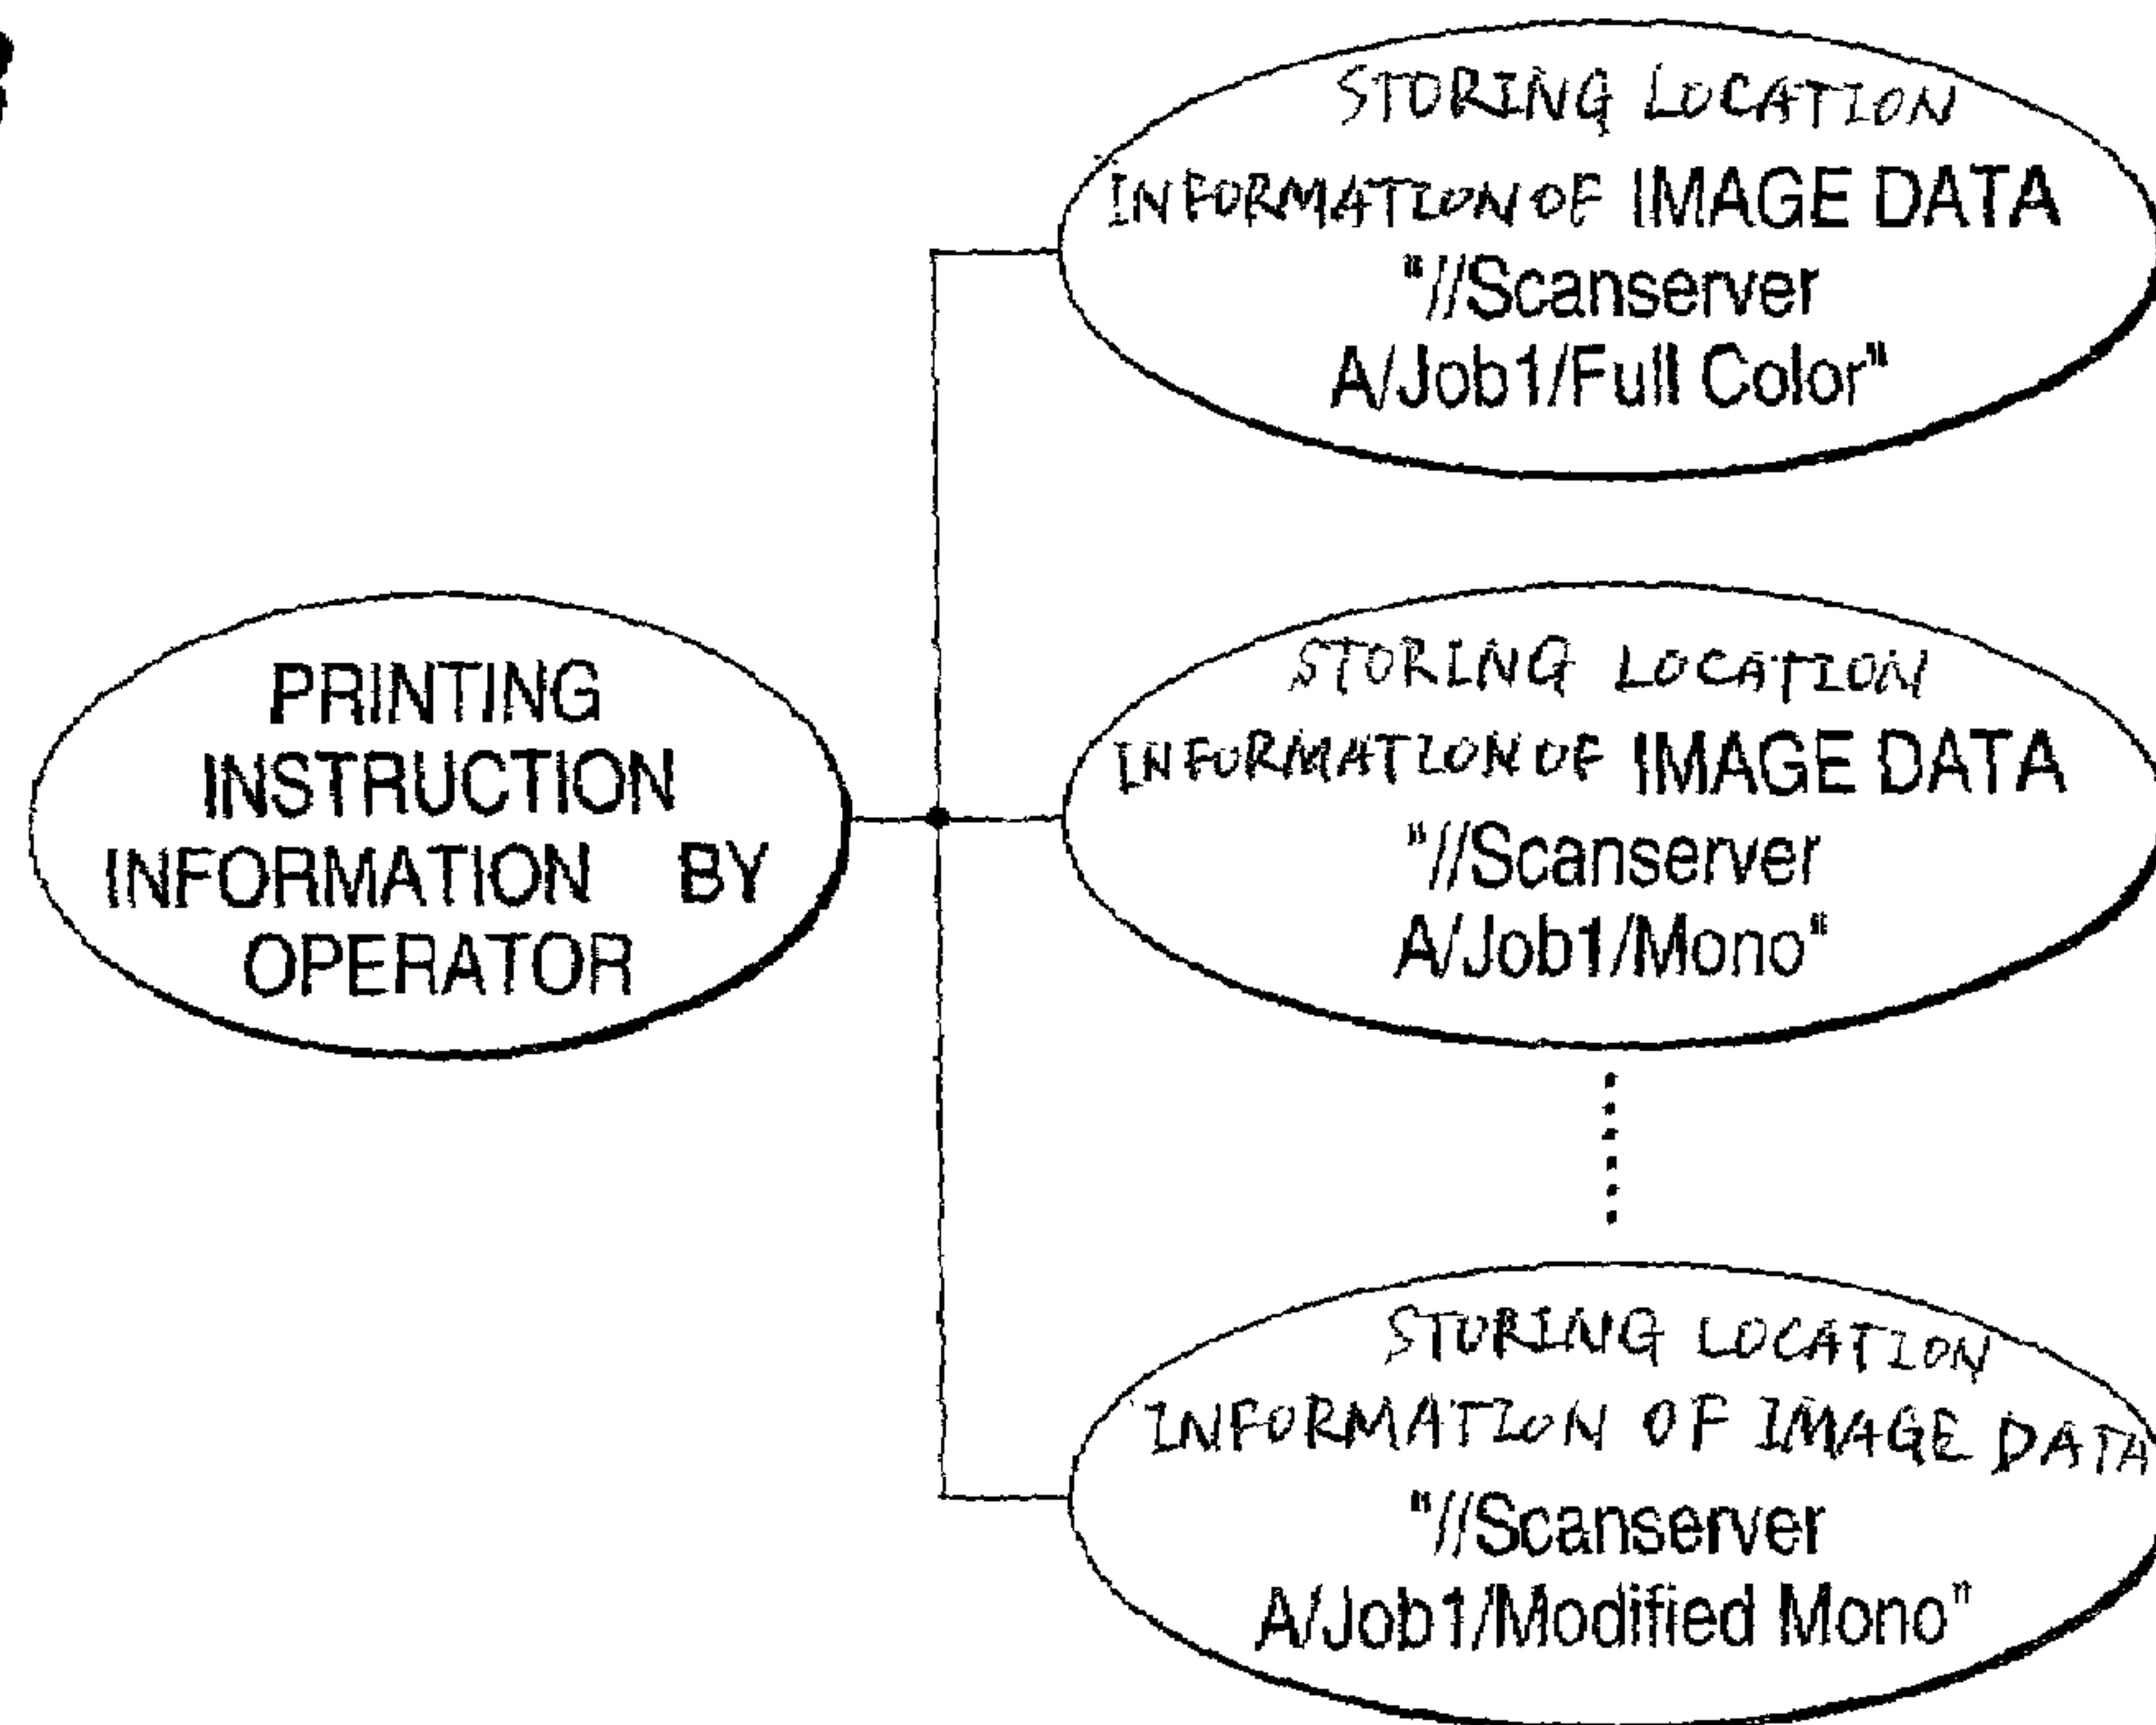 STORING LOCATION
INFORMATION OF IMAGE DATA
"//Scanserver
A/Job1/Full Color"
PRINTING
INSTRUCTION
INFORMATION BY
OPERATOR
STORING LOCATION
INFORMATION OF IMAGE DATA
"//Scanserver
A/Job1/Mono"
STORING LOCATION
INFORMATION OF IMAGE DATA
"//Scanserver
A/Job1/Modified Mono"